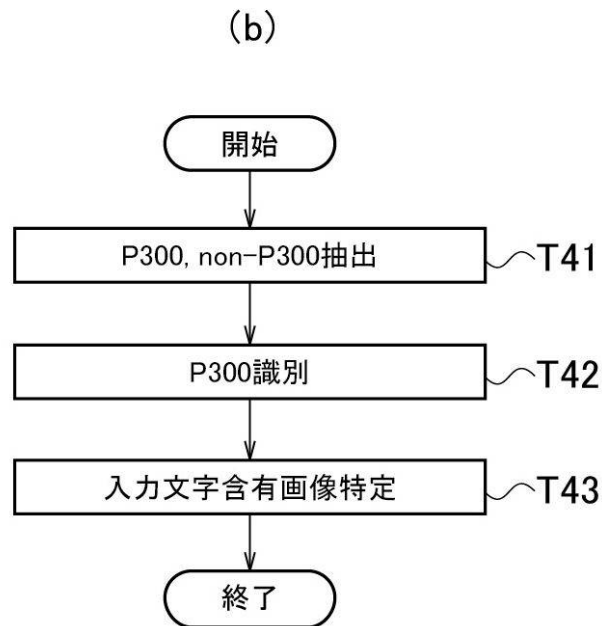 (b)
開始
P300, non-P300抽出
T41
P300識別
T42
入力文字含有画像特定
T43
終了